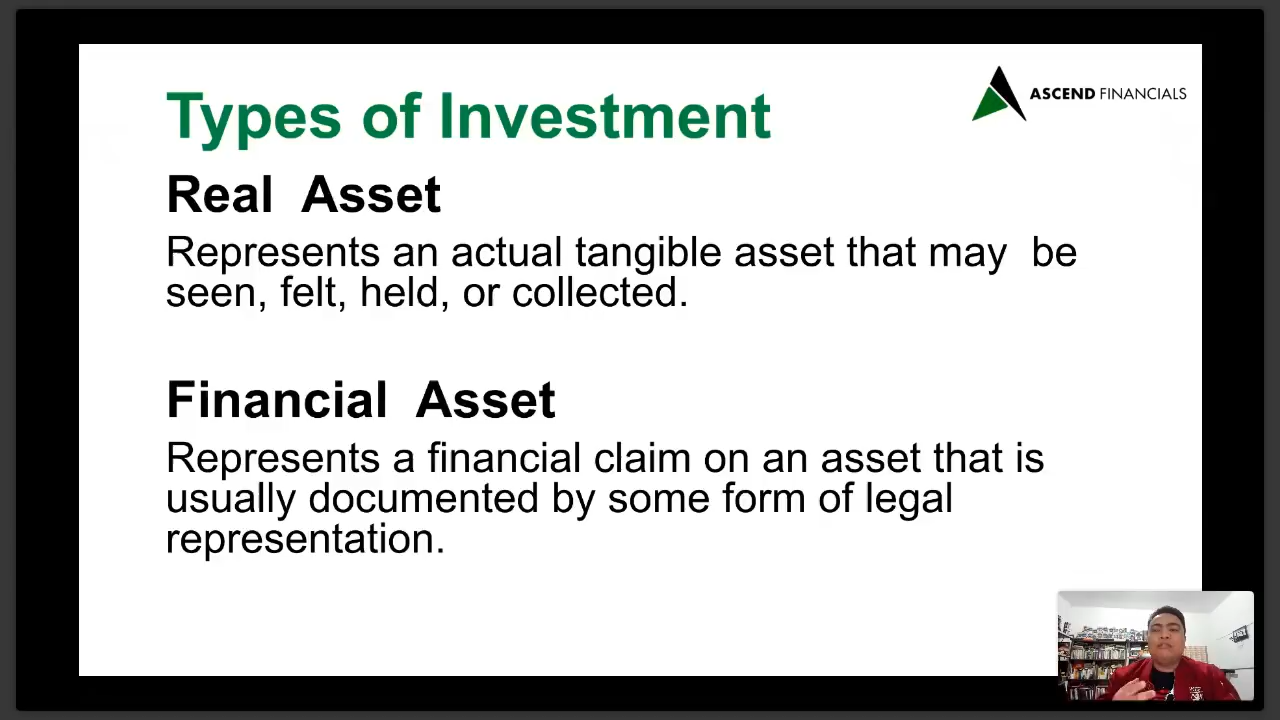 Types of Investment
ASCEND FINANCIALS
Real Asset
Represents an actual tangible asset that may be
seen, felt, held, or collected.
Financial Asset
Represents a financial claim on an asset that is
usually documented by some form of legal
representation.